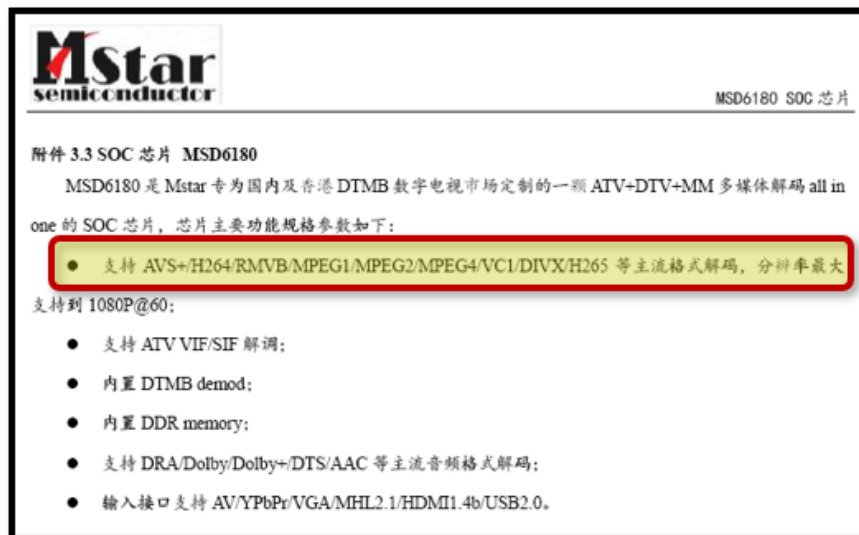 Mstar
semiconductor
MSD6180 SOC 芯片
附件 3.3 SOC 芯片 MSD6180
MSD6180 是 Mstar 专为国内及香港 DTMB 数字电视市场定制的一颗 ATV+DTV+MM 多媒体解码 all in
one 的 SOC 芯片，芯片主要功能规格参数如下：
● 支持 AVS+/H264/RMVB/MPEG1/MPEG2/MPEG4/VC1/DIVX/H265 等主流格式解码，分辨率最大
支持到 1080P@60；
● 支持 ATV VIF/SIF 解调；
● 内置 DTMB demod；
● 内置 DDR memory；
● 支持 DRA/Dolby/Dolby+/DTS/AAC 等主流音频格式解码；
● 输入接口支持 AV/YPbPr/VGA/MHL2.1/HDMI1.4b/USB2.0。